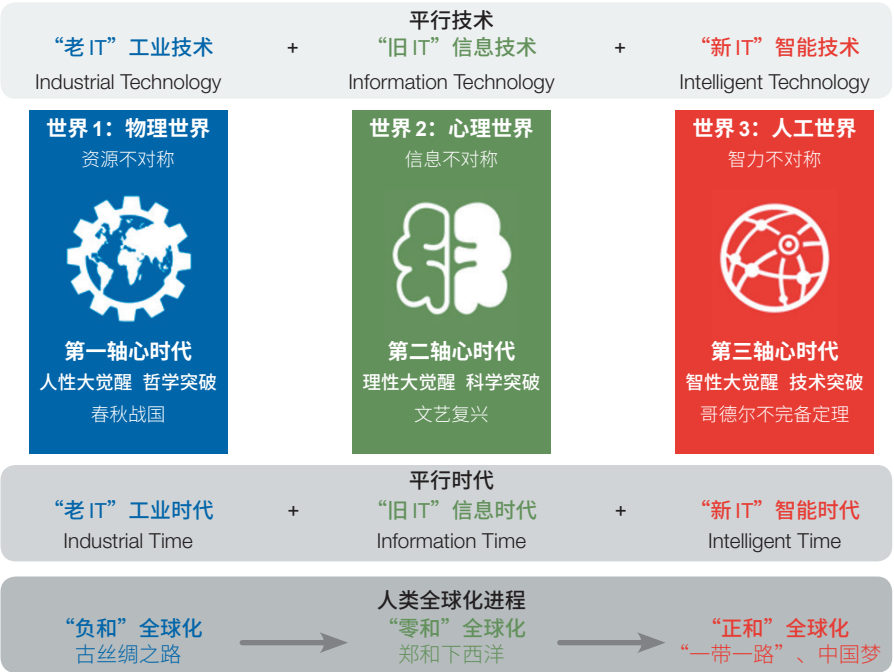 平行技术
“老 IT”工业技术 + “旧 IT”信息技术 + “新 IT”智能技术
Industrial Technology Information Technology Intelligent Technology
世界 1：物理世界 世界 2：心理世界 世界 3：人工世界
资源不对称 信息不对称 智力不对称
第一轴心时代 第二轴心时代 第三轴心时代
人性大觉醒 哲学突破 理性大觉醒 科学突破 智性大觉醒 技术突破
春秋战国 文艺复兴 哥德尔不完备定理
平行时代
“老 IT”工业时代 + “旧 IT”信息时代 + “新 IT”智能时代
Industrial Time Information Time Intelligent Time
人类全球化进程
“负和”全球化 “零和”全球化 “正和”全球化
古丝绸之路 郑和下西洋 “一带一路”、中国梦